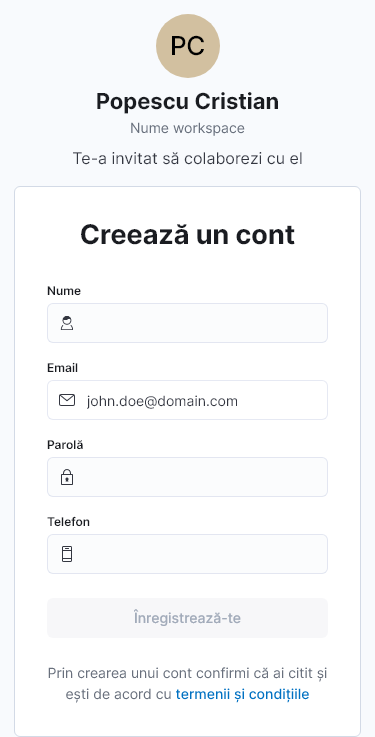 PC
Popescu Cristian
Nume workspace
Te-a invitat să colaborezi cu el
Creează un cont
Nume
Email
john.doe@domain.com
Parolă
Telefon
Înregistrează-te
Prin crearea unui cont confirmi că ai citit și
ești de acord cu termenii și condițiile